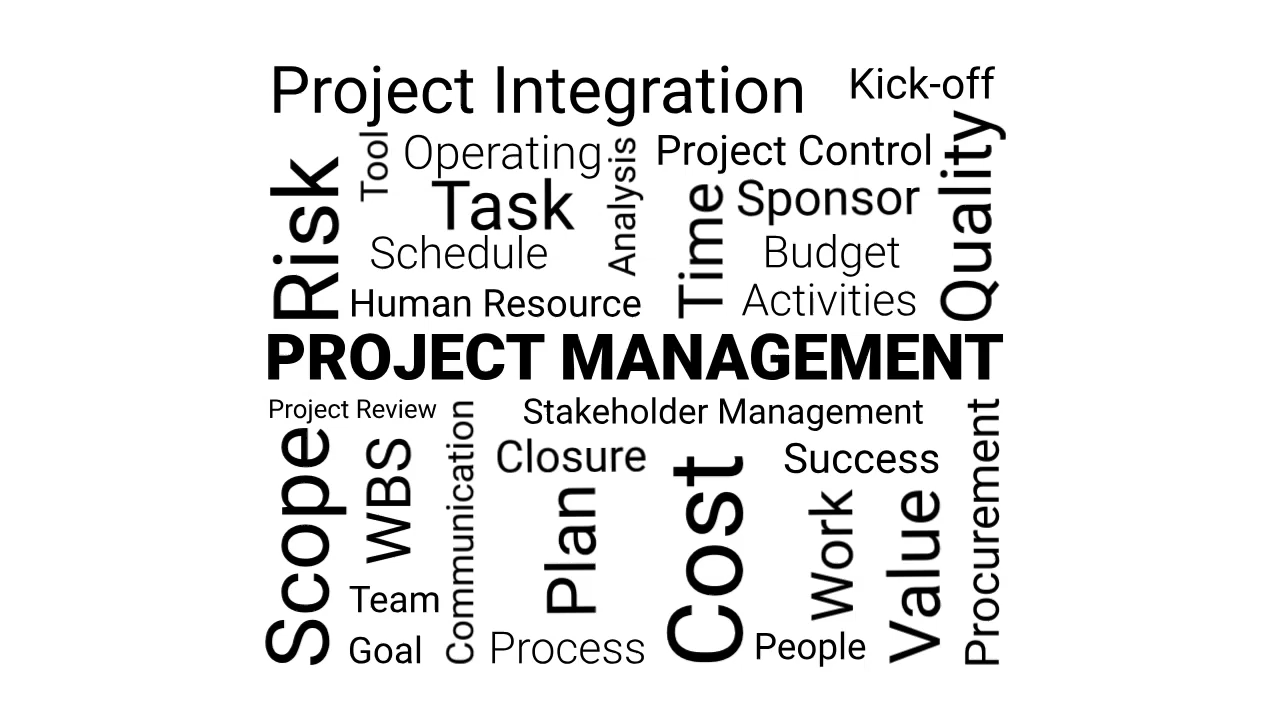 Project Integration
Kick-off
Tool
Operating
Analysis
Project Control
Quality
Risk
Task
Time
Sponsor
Schedule
Budget
Human Resource
Activities
PROJECT MANAGEMENT
Project Review
Stakeholder Management
Procurement
Scope
WBS
Communication
Closure
Cost
Success
Plan
Work
Value
Team
Goal
Process
People